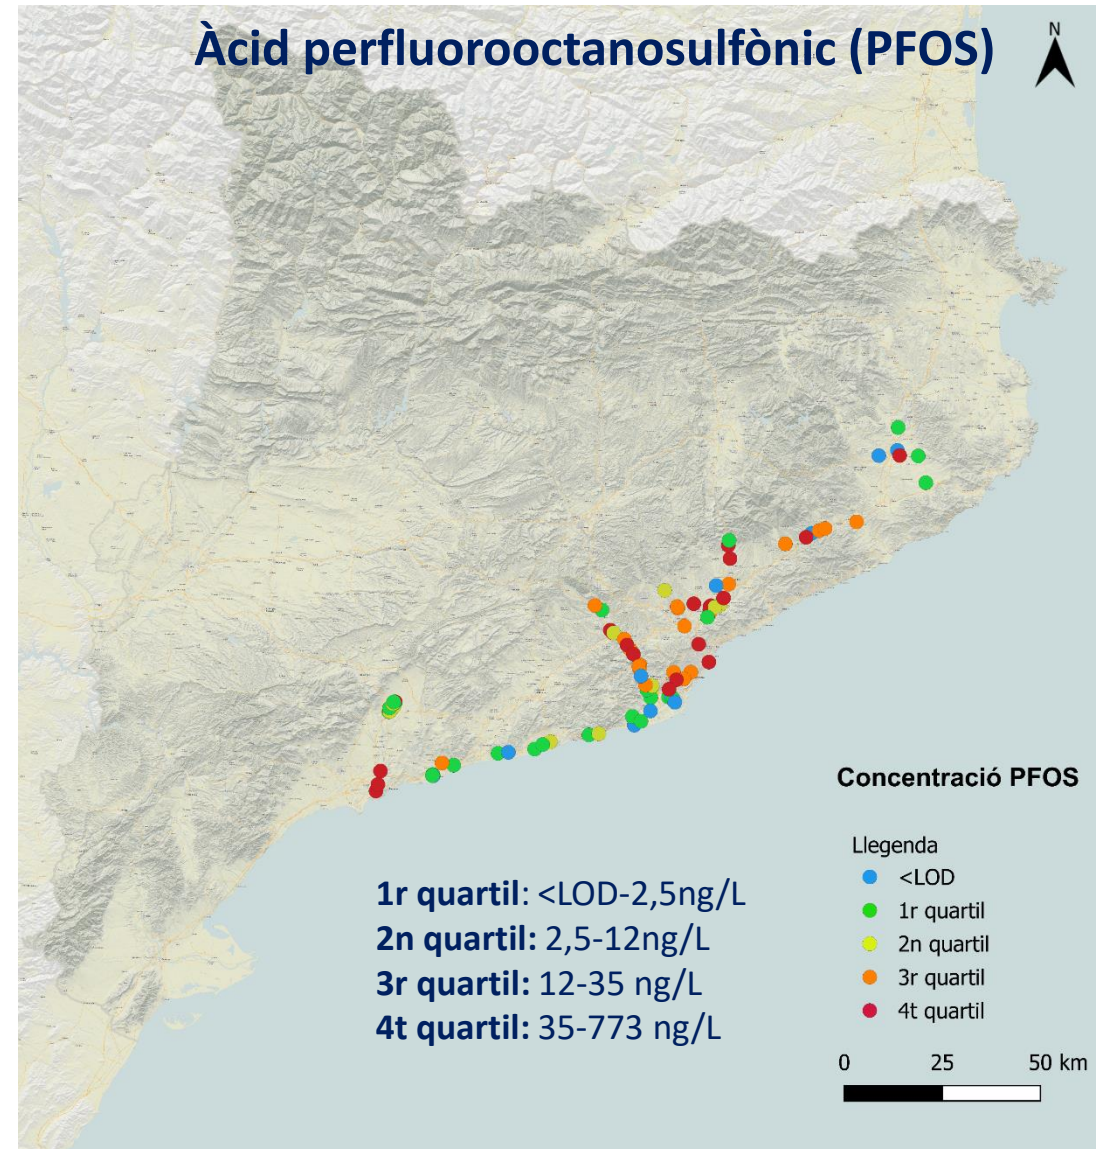 Àcid perfluorooctanosulfònic (PFOS)
N
Concentració PFOS
Llegenda
<LOD
1r quartil
2n quartil
3r quartil
4t quartil
1r quartil: <LOD-2,5ng/L
2n quartil: 2,5-12ng/L
3r quartil: 12-35 ng/L
4t quartil: 35-773 ng/L
0 25 50 km